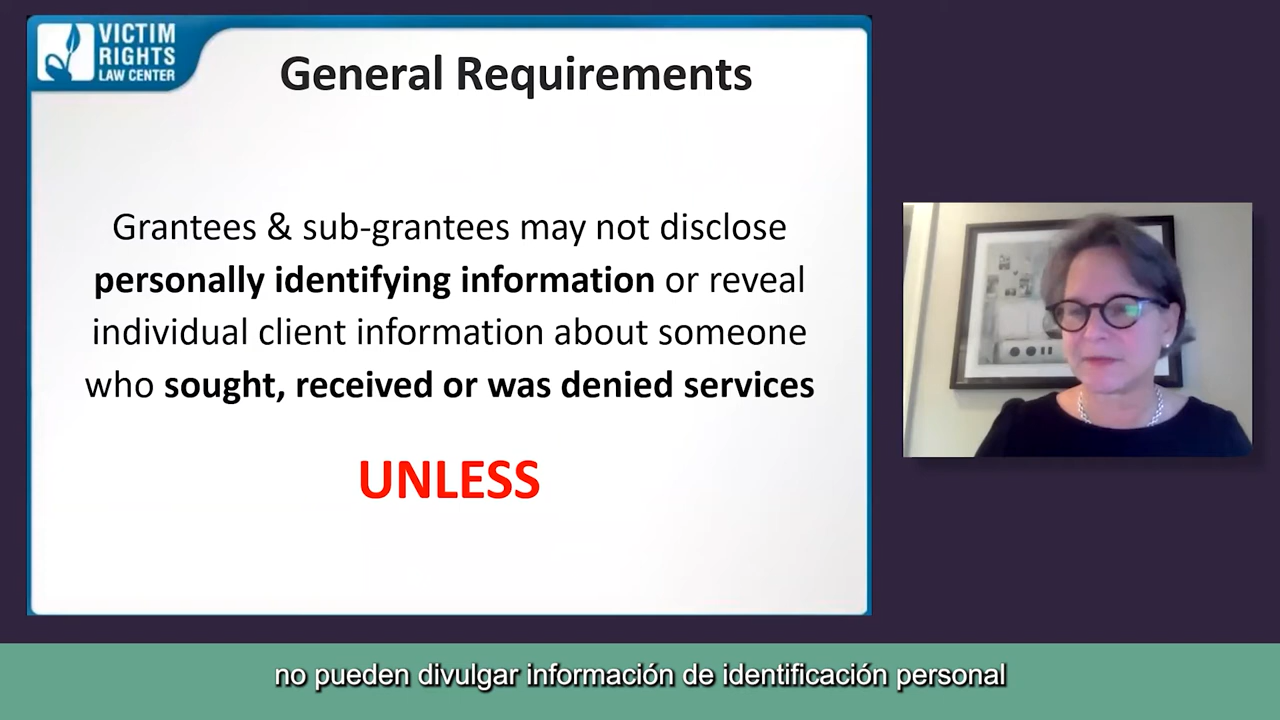 VICTIM
RIGHTS
LAW CENTER
General Requirements
Grantees & sub-grantees may not disclose
personally identifying information or reveal
individual client information about someone
who sought, received or was denied services
UNLESS
no pueden divulgar información de identificación personal